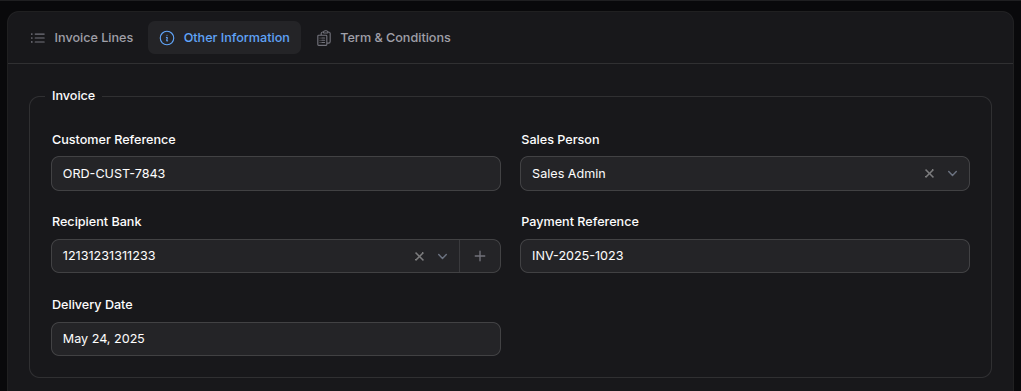 Invoice Lines
Other Information
Term & Conditions
Invoice
Customer Reference
Sales Person
ORD-CUST-7843
Sales Admin
Recipient Bank
Payment Reference
12131231311233
INV-2025-1023
Delivery Date
May 24, 2025